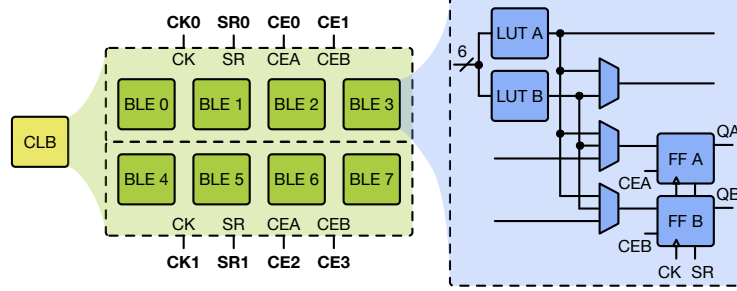 CK0 SR0 CE0 CE1
CK SR CEA CEB
BLE 0 BLE 1 BLE 2 BLE 3
CLB
BLE 4 BLE 5 BLE 6 BLE 7
CK SR CEA CEB
CK1 SR1 CE2 CE3
LUT A
6
LUT B
QA
FF A
CEA
QB
FF B
CEB
CK SR